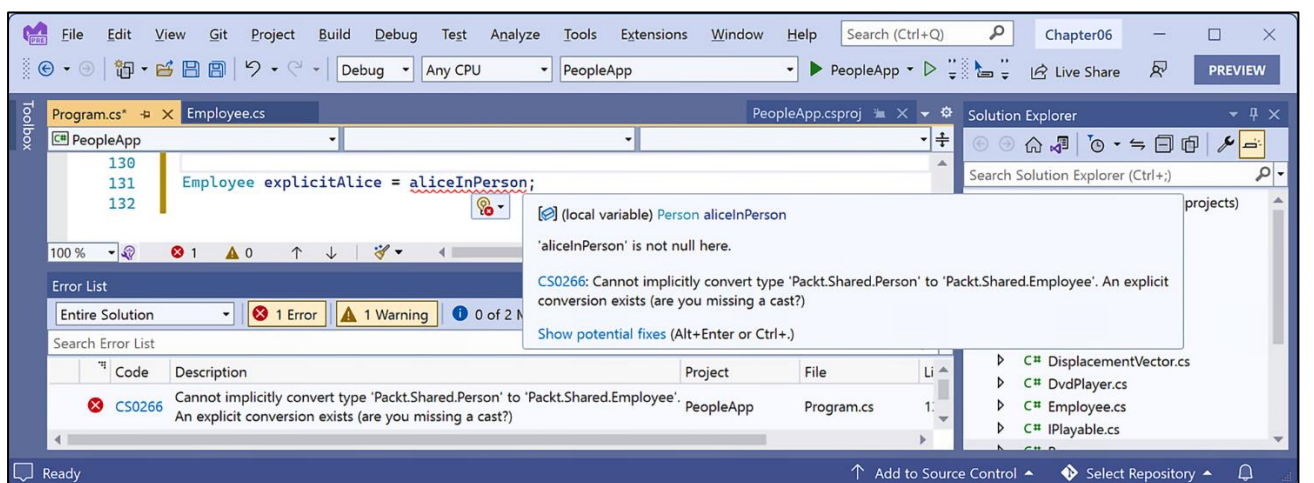 PRE File Edit View Git Project Build Debug Test Analyze Tools Extensions Window Help Search (Ctrl+Q) Chapter06
Debug Any CPU PeopleApp PeopleApp Live Share PREVIEW
Toolbox
Program.cs* Employee.cs PeopleApp.csproj
C# PeopleApp
130
131 Employee explicitAlice = aliceInPerson;
132
100 % 1 0
(local variable) Person aliceInPerson
'aliceInPerson' is not null here.
CS0266: Cannot implicitly convert type 'Packt.Shared.Person' to 'Packt.Shared.Employee'. An explicit
conversion exists (are you missing a cast?)
Show potential fixes (Alt+Enter or Ctrl+.)
Error List
Entire Solution 1 Error 1 Warning 0 of 2
Search Error List
Code Description Project File
CS0266 Cannot implicitly convert type 'Packt.Shared.Person' to 'Packt.Shared.Employee'.
An explicit conversion exists (are you missing a cast?) PeopleApp Program.cs
Solution Explorer
Search Solution Explorer (Ctrl+;)
projects)
C# DisplacementVector.cs
C# DvdPlayer.cs
C# Employee.cs
C# IPlayable.cs
Ready Add to Source Control Select Repository